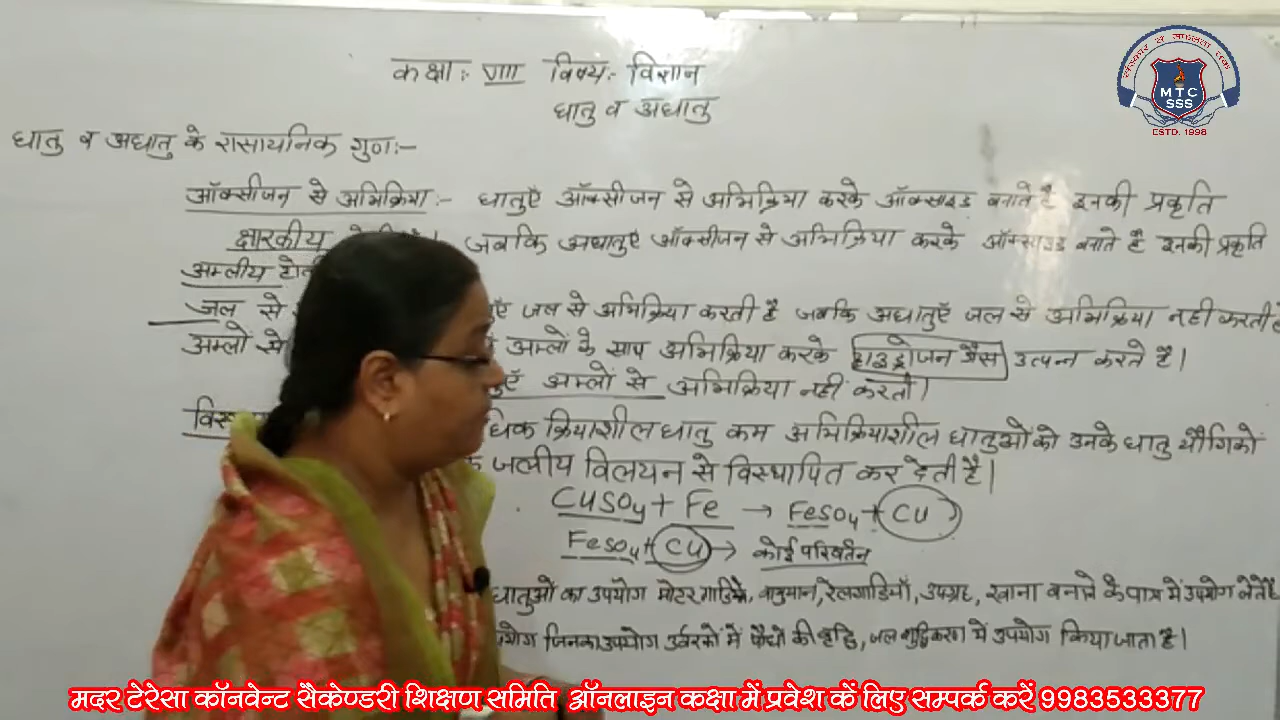 कक्षा :- VIII विषय:- विज्ञान
धातु व अधातु
संस्कार से सफलता तक
MTC
SSS
ESTD. 1998
धातु व अधातु के रासायनिक गुण:-
ऑक्सीजन से अभिक्रिया :- धातुएँ ऑक्सीजन से अभिक्रिया करके ऑक्साइड बनाते है इनकी प्रकृति
क्षारकीय जबकि अधातुएँ ऑक्सीजन से अभिक्रिया करके ऑक्साइड बनाते है इनकी प्रकृति
अम्लीय
जल से जल से अभिक्रिया करती है जबकि अधातुएँ जल से अभिक्रिया नहीं करती
अम्लों से अम्लों के साथ अभिक्रिया करके हाइड्रोजन गैस उत्पन्न करते है।
अम्लों से अभिक्रिया नहीं करती।
क्रियाशील धातु कम अभिक्रियाशील धातुओं को उनके धातु यौगिकों
जलीय विलयन से विस्थापित कर देती है।
CuSO4 + Fe → FeSO4 + Cu
FeSO4 + Cu → कोई परिवर्तन
धातुओं का उपयोग मोटरगाडियों, वायुयान, रेलगाडियाँ, उपग्रह, खाना बनाने के पात्र में उपयोग लेते है
जिनका उपयोग उर्वरकों में पौधों की वृद्धि, जल शुद्धिकरण में उपयोग किया जाता है।
मदर टेरेसा कॉनवेन्ट सैकेण्डरी शिक्षण समिति ऑनलाइन कक्षा में प्रवेश कें लिए सम्पर्क करें 9983533377